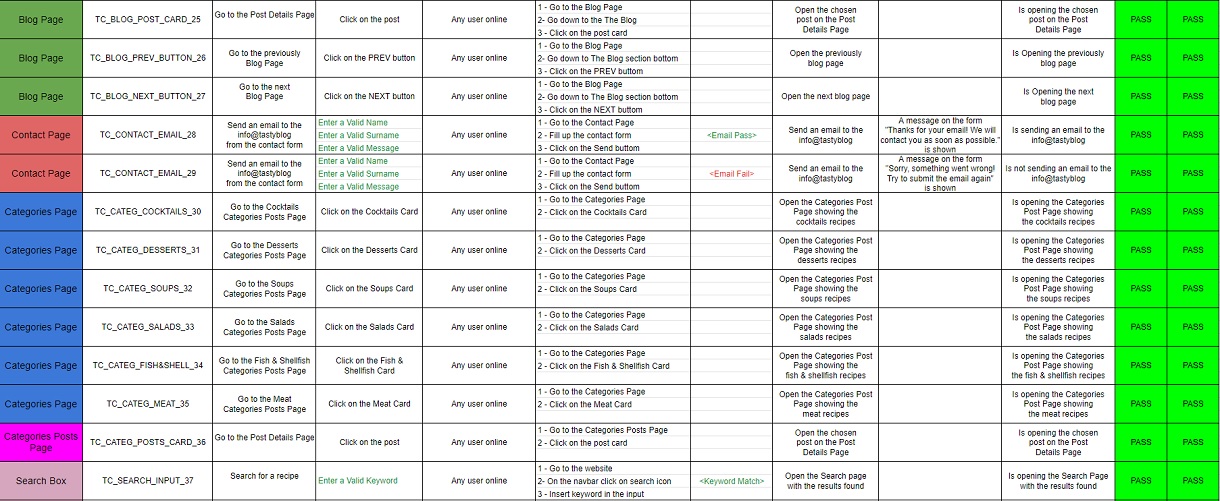 Blog Page
TC_BLOG_POST_CARD_25
Go to the Post Details Page
Click on the post
Any user online
1 - Go to the Blog Page
2- Go down to the The Blog
3 - Click on the post card
Open the chosen
post on the Post
Details Page
Is opening the chosen
post on the Post
Details Page
PASS
PASS
Blog Page
TC_BLOG_PREV_BUTTON_26
Go to the previously
Blog Page
Click on the PREV button
Any user online
1 - Go to the Blog Page
2- Go down to The Blog section bottom
3 - Click on the PREV buttom
Open the previously
blog page
Is Opening the previously
blog page
PASS
PASS
Blog Page
TC_BLOG_NEXT_BUTTON_27
Go to the next
Blog Page
Click on the NEXT button
Any user online
1 - Go to the Blog Page
2- Go down to The Blog section bottom
3 - Click on the NEXT buttom
Open the next blog page
Is Opening the next
blog page
PASS
PASS
Contact Page
TC_CONTACT_EMAIL_28
Send an email to the
info@tastyblog
from the contact form
Enter a Valid Name
Enter a Valid Surname
Enter a Valid Message
Any user online
1 - Go to the Contact Page
2 - Fill up the contact form
3 - Click on the Send button
<Email Pass>
Send an email to the
info@tastyblog
A message on the form
"Thanks for your email! We will
contact you as soon as possible."
is shown
Is sending an email to the
info@tastyblog
PASS
PASS
Contact Page
TC_CONTACT_EMAIL_29
Send an email to the
info@tastyblog
from the contact form
Enter a Valid Name
Enter a Valid Surname
Enter a Valid Message
Any user online
1 - Go to the Contact Page
2 - Fill up the contact form
3 - Click on the Send button
<Email Fail>
Send an email to the
info@tastyblog
A message on the form
"Sorry, something went wrong!
Try to submit the email again"
is shown
Is not sending an email to the
info@tastyblog
PASS
PASS
Categories Page
TC_CATEG_COCKTAILS_30
Go to the Cocktails
Categories Posts Page
Click on the Cocktails Card
Any user online
1 - Go to the Categories Page
2 - Click on the Cocktails Card
Open the Categories Post
Page showing the
cocktails recipes
Is opening the Categories
Post Page showing
the cocktails recipes
PASS
PASS
Categories Page
TC_CATEG_DESSERTS_31
Go to the Desserts
Categories Posts Page
Click on the Desserts Card
Any user online
1 - Go to the Categories Page
2 - Click on the Desserts Card
Open the Categories Post
Page showing the
desserts recipes
Is opening the Categories
Post Page showing
the desserts recipes
PASS
PASS
Categories Page
TC_CATEG_SOUPS_32
Go to the Soups
Categories Posts Page
Click on the Soups Card
Any user online
1 - Go to the Categories Page
2 - Click on the Soups Card
Open the Categories Post
Page showing the
soups recipes
Is opening the Categories
Post Page showing
the soups recipes
PASS
PASS
Categories Page
TC_CATEG_SALADS_33
Go to the Salads
Categories Posts Page
Click on the Salads Card
Any user online
1 - Go to the Categories Page
2 - Click on the Salads Card
Open the Categories Post
Page showing the
salads recipes
Is opening the Categories
Post Page showing
the salads recipes
PASS
PASS
Categories Page
TC_CATEG_FISH&SHELL_34
Go to the Fish & Shellfish
Categories Posts Page
Click on the Fish &
Shellfish Card
Any user online
1 - Go to the Categories Page
2 - Click on the Fish & Shellfish Card
Open the Categories Post
Page showing the
fish & shellfish recipes
Is opening the Categories
Post Page showing
the fish & shellfish recipes
PASS
PASS
Categories Page
TC_CATEG_MEAT_35
Go to the Meat
Categories Posts Page
Click on the Meat Card
Any user online
1 - Go to the Categories Page
2 - Click on the Meat Card
Open the Categories Post
Page showing the
meat recipes
Is opening the Categories
Post Page showing
the meat recipes
PASS
PASS
Categories Posts
Page
TC_CATEG_POSTS_CARD_36
Go to the Post Details Page
Click on the post
Any user online
1 - Go to the Categories Posts Page
2 - Click on the post card
Open the chosen
post on the Post
Details Page
Is opening the chosen
post on the Post
Details Page
PASS
PASS
Search Box
TC_SEARCH_INPUT_37
Search for a recipe
Enter a Valid Keyword
Any user online
1 - Go to the website
2- On the navbar click on search icon
3 - Insert keyword in the input
<Keyword Match>
Open the Search page
with the results found
Is opening the Search Page
with the results found
PASS
PASS